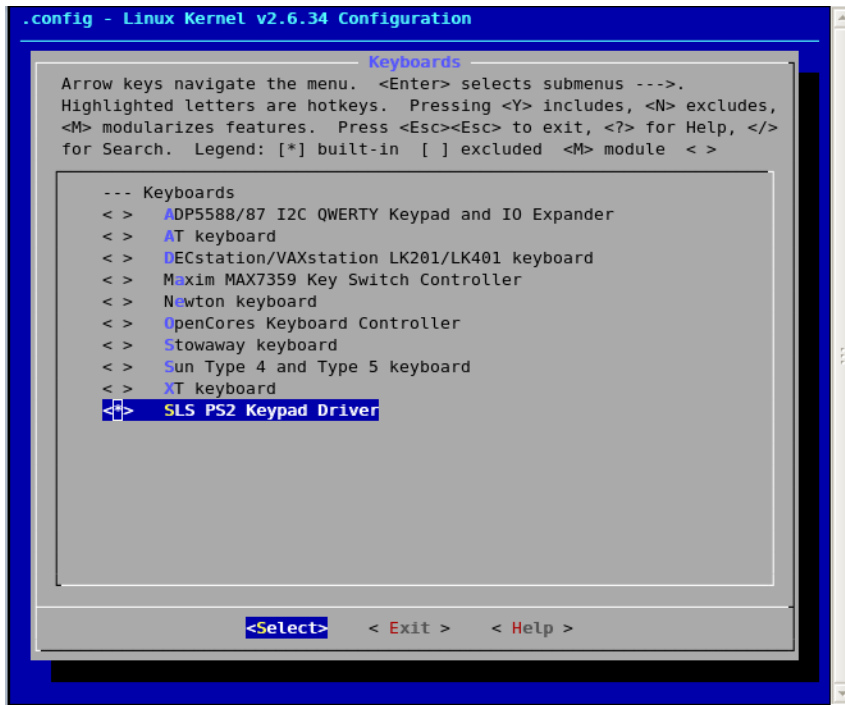 .config - Linux Kernel v2.6.34 Configuration
Keyboards
Arrow keys navigate the menu.  <Enter> selects submenus --->.
Highlighted letters are hotkeys.  Pressing <Y> includes, <N> excludes,
<M> modularizes features.  Press <Esc><Esc> to exit, <?> for Help, </>
for Search.  Legend: [*] built-in  [ ] excluded  <M> module  < >
--- Keyboards
< >   ADP5588/87 I2C QWERTY Keypad and IO Expander
< >   AT keyboard
< >   DECstation/VAXstation LK201/LK401 keyboard
< >   Maxim MAX7359 Key Switch Controller
< >   Newton keyboard
< >   OpenCores Keyboard Controller
< >   Stowaway keyboard
< >   Sun Type 4 and Type 5 keyboard
< >   XT keyboard
<*>   SLS PS2 Keypad Driver
<Select>    < Exit >    < Help >